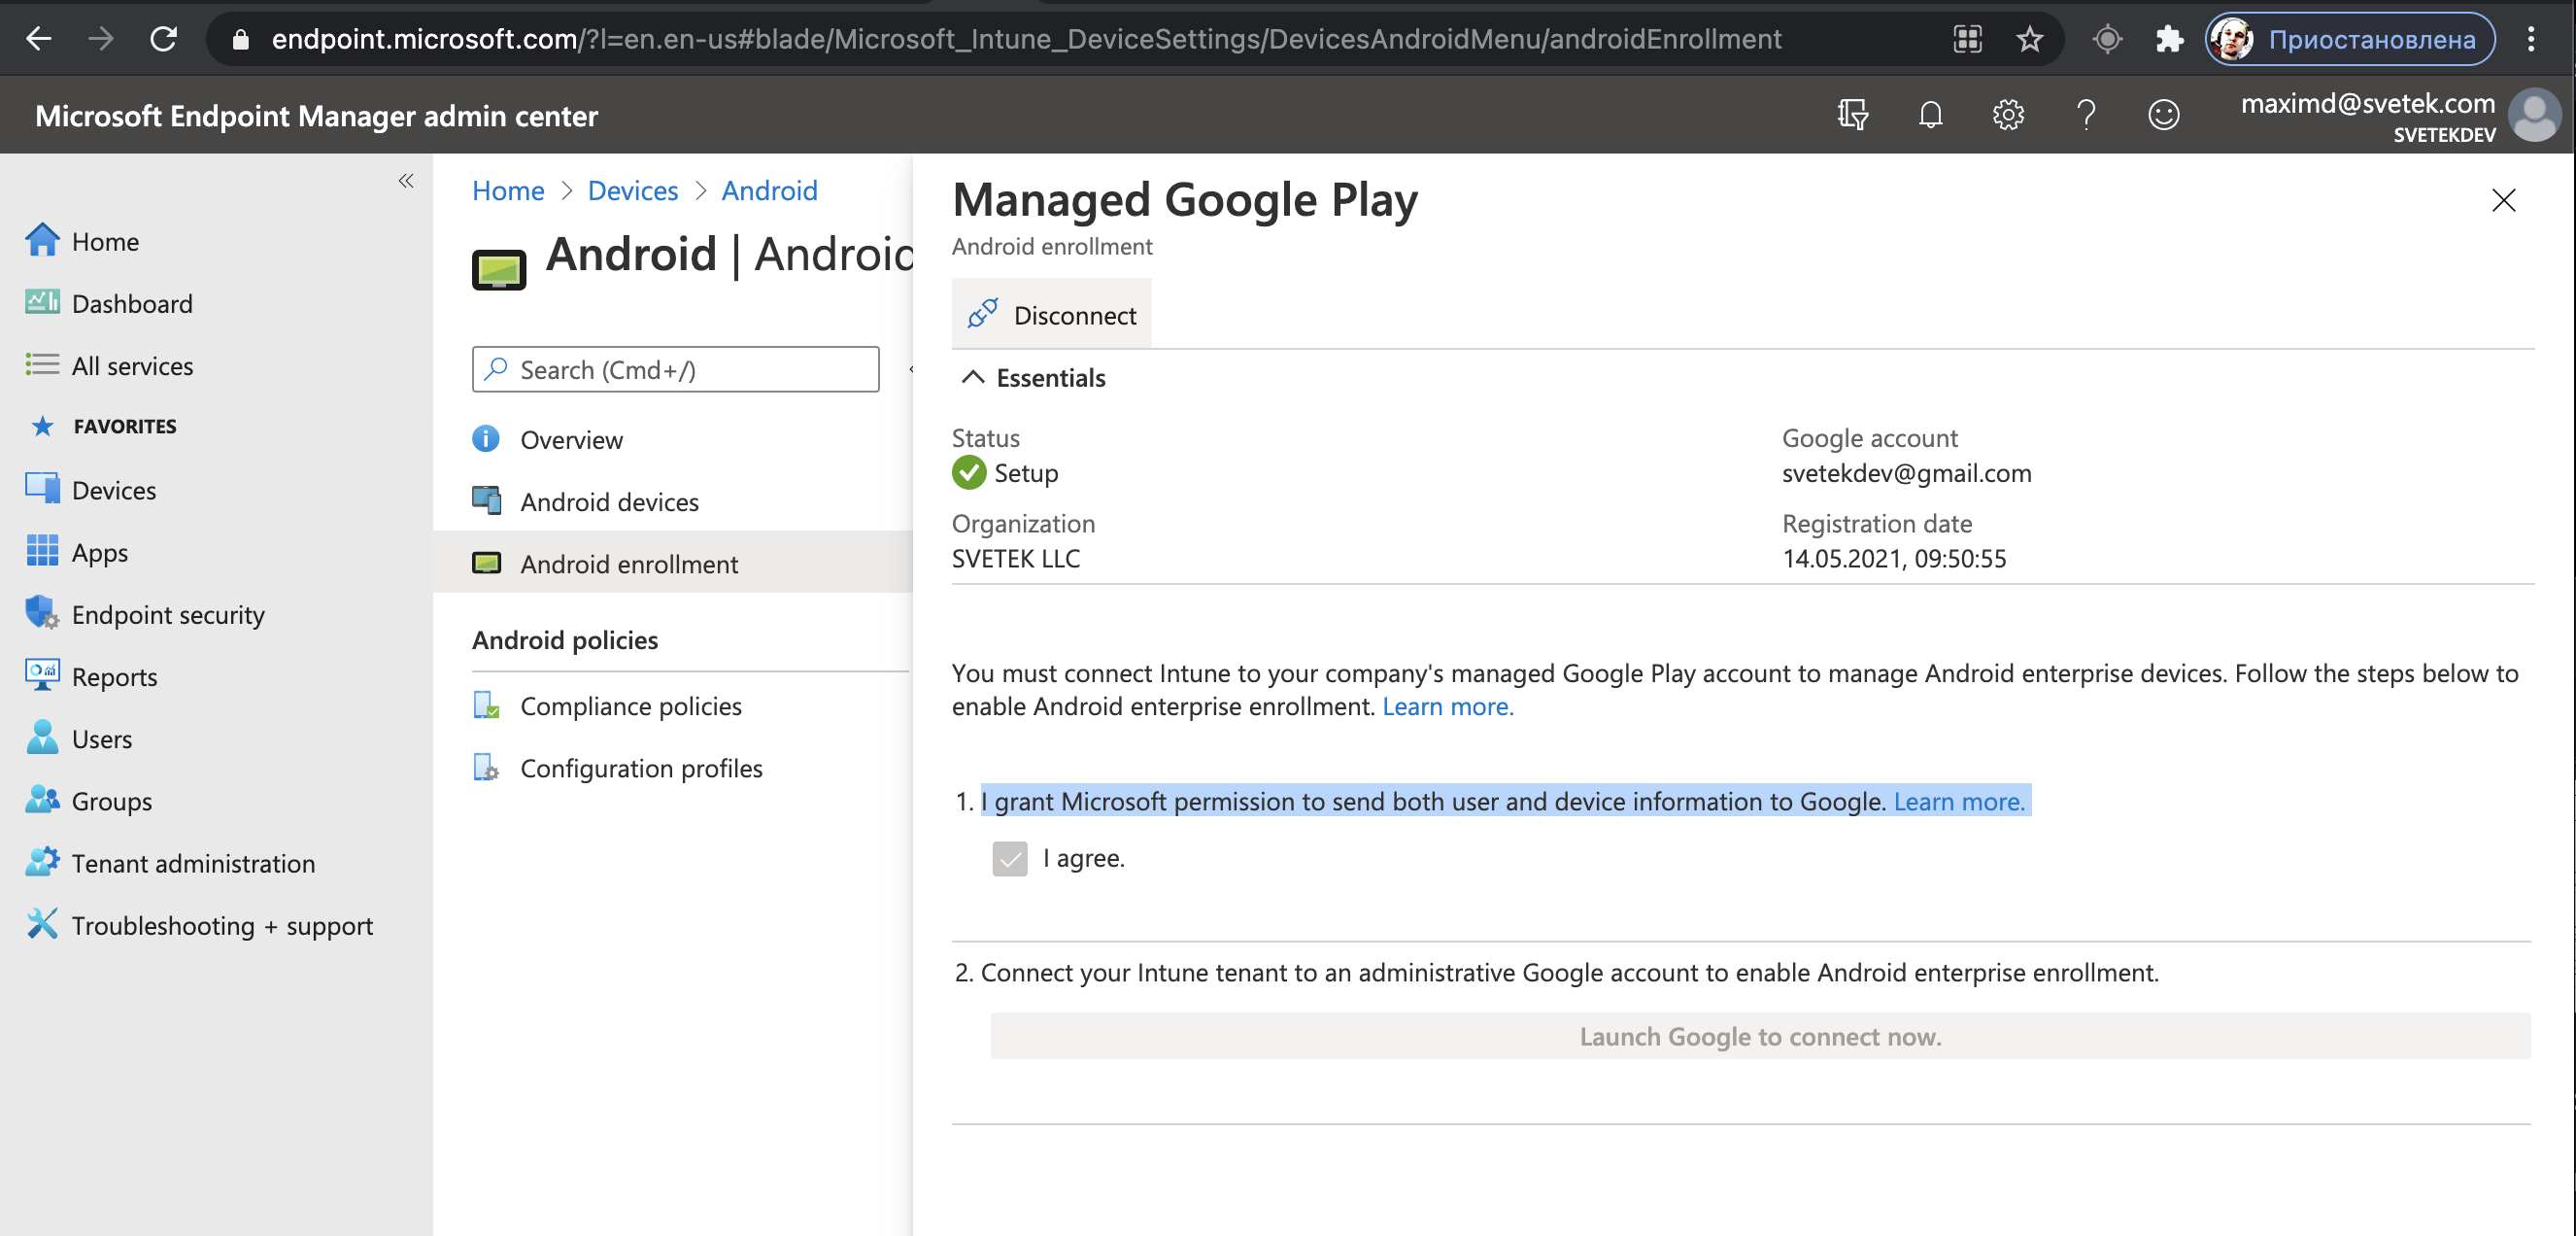 endpoint.microsoft.com/?l=en.en-us#blade/Microsoft_Intune_DeviceSettings/DevicesAndroidMenu/androidEnrollment
Приостановлена
Microsoft Endpoint Manager admin center
maximd@svetek.com
SVETEKDEV
Home
Dashboard
All services
FAVORITES
Devices
Apps
Endpoint security
Reports
Users
Groups
Tenant administration
Troubleshooting + support
Home > Devices > Android
Android | Android
Search (Cmd+/)
Overview
Android devices
Android enrollment
Android policies
Compliance policies
Configuration profiles
Managed Google Play
Android enrollment
Disconnect
Essentials
Status
Setup
Google account
svetekdev@gmail.com
Organization
SVETEK LLC
Registration date
14.05.2021, 09:50:55
You must connect Intune to your company's managed Google Play account to manage Android enterprise devices. Follow the steps below to
enable Android enterprise enrollment. Learn more.
1. I grant Microsoft permission to send both user and device information to Google. Learn more.
I agree.
2. Connect your Intune tenant to an administrative Google account to enable Android enterprise enrollment.
Launch Google to connect now.